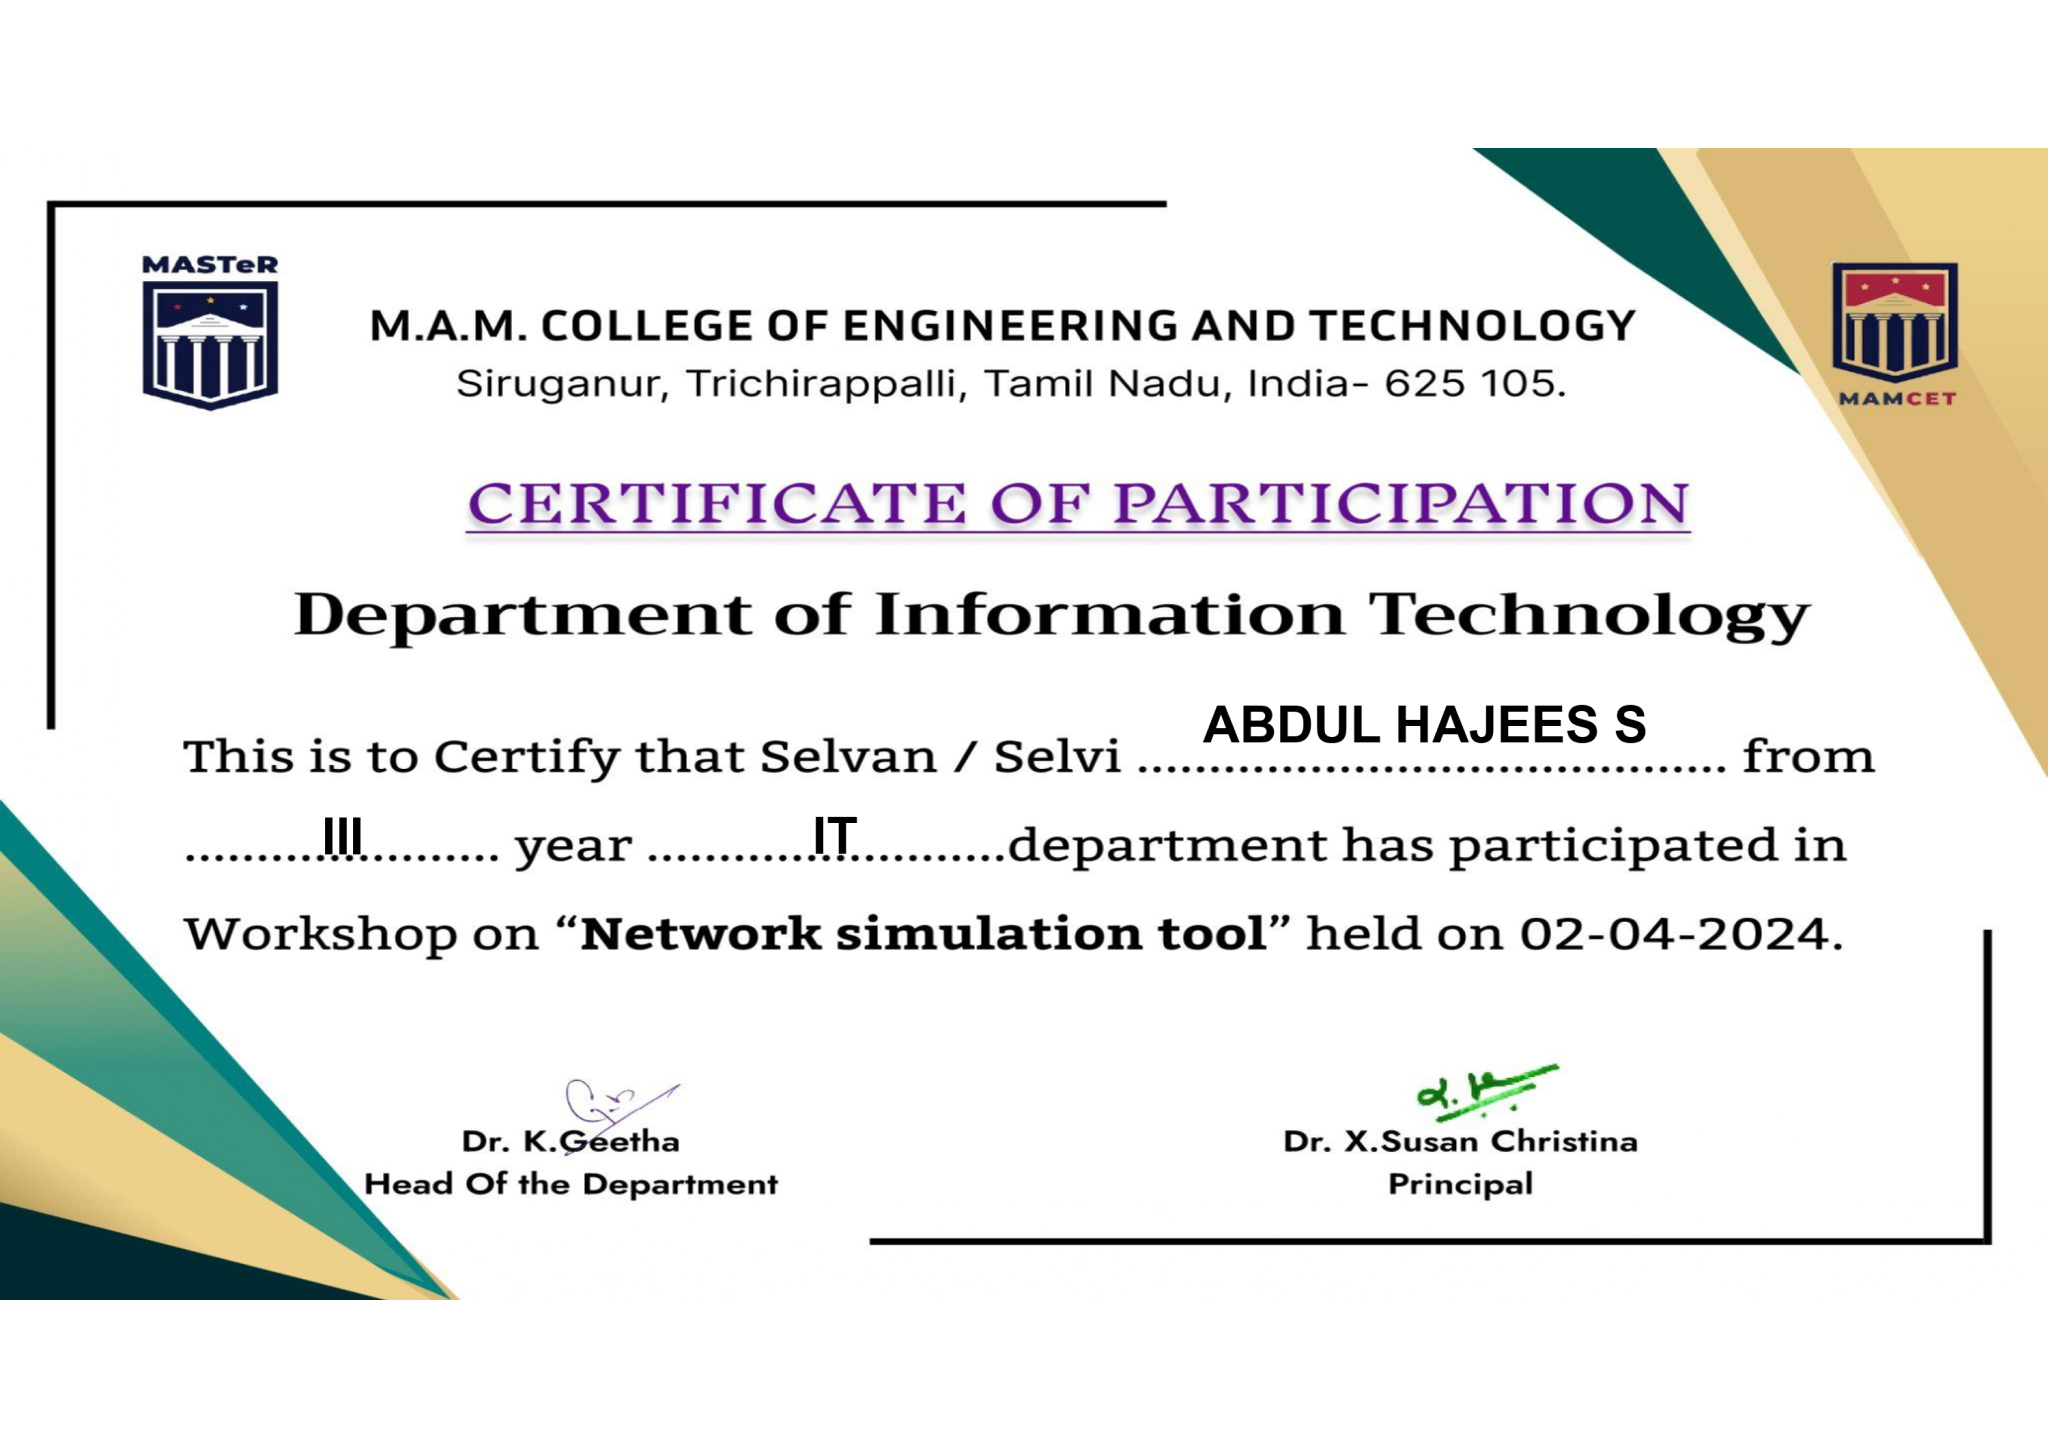 MASTeR
M.A.M. COLLEGE OF ENGINEERING AND TECHNOLOGY
Siruganur, Trichirappalli, Tamil Nadu, India- 625 105.
MAMCET
CERTIFICATE OF PARTICIPATION
Department of Information Technology
This is to Certify that Selvan / Selvi ......................................... from
ABDUL HAJEES S
...................... year .........................department has participated in
III IT
Workshop on “Network simulation tool” held on 02-04-2024.
Dr. K.Geetha
Head Of the Department
Dr. X.Susan Christina
Principal